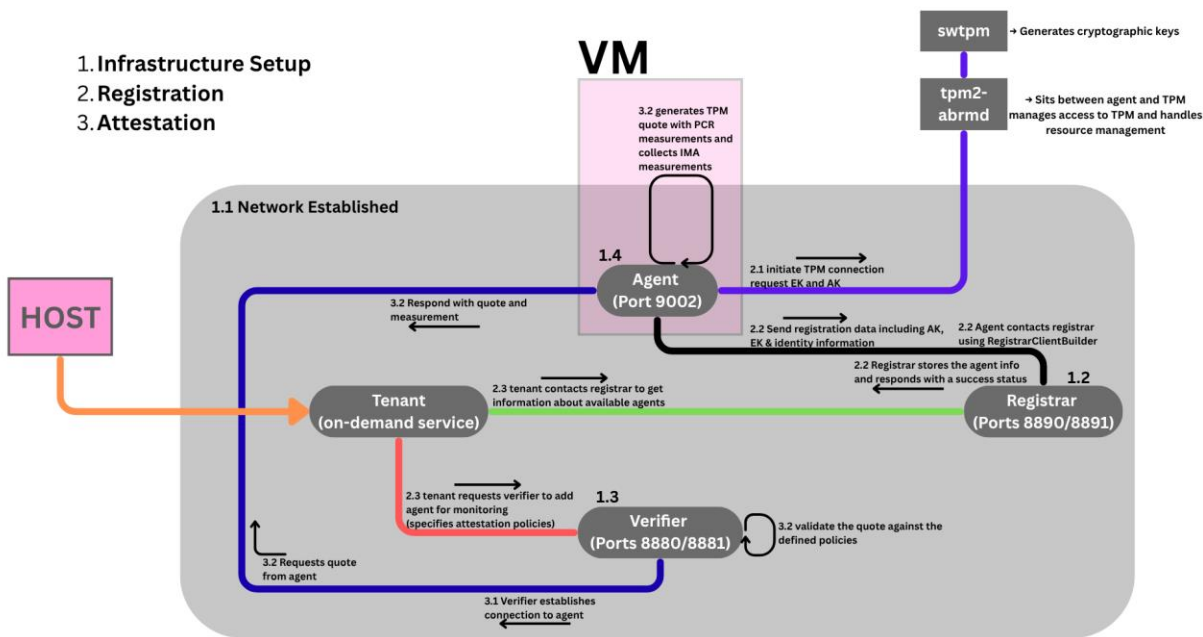 1. Infrastructure Setup
2. Registration
3. Attestation
VM
swtpm
→ Generates cryptographic keys
tpm2-
abrmd
→ Sits between agent and TPM
manages access to TPM and handles
resource management
3.2 generates TPM
quote with PCR
measurements and
collects IMA
measurements
1.1 Network Established
1.4
Agent
(Port 9002)
2.1 initiate TPM connection
request EK and AK
HOST
3.2 Respond with quote and
measurement
2.2 Send registration data including AK,
EK & identity information
2.2 Agent contacts registrar
using RegistrarClientBuilder
2.2 Registrar stores the agent info
and responds with a success status
1.2
Registrar
(Ports 8890/8891)
2.3 tenant contacts registrar to get
information about available agents
Tenant
(on-demand service)
2.3 tenant requests verifier to add
agent for monitoring
(specifies attestation policies)
1.3
Verifier
(Ports 8880/8881)
3.2 validate the quote against the
defined policies
3.2 Requests quote
from agent
3.1 Verifier establishes
connection to agent